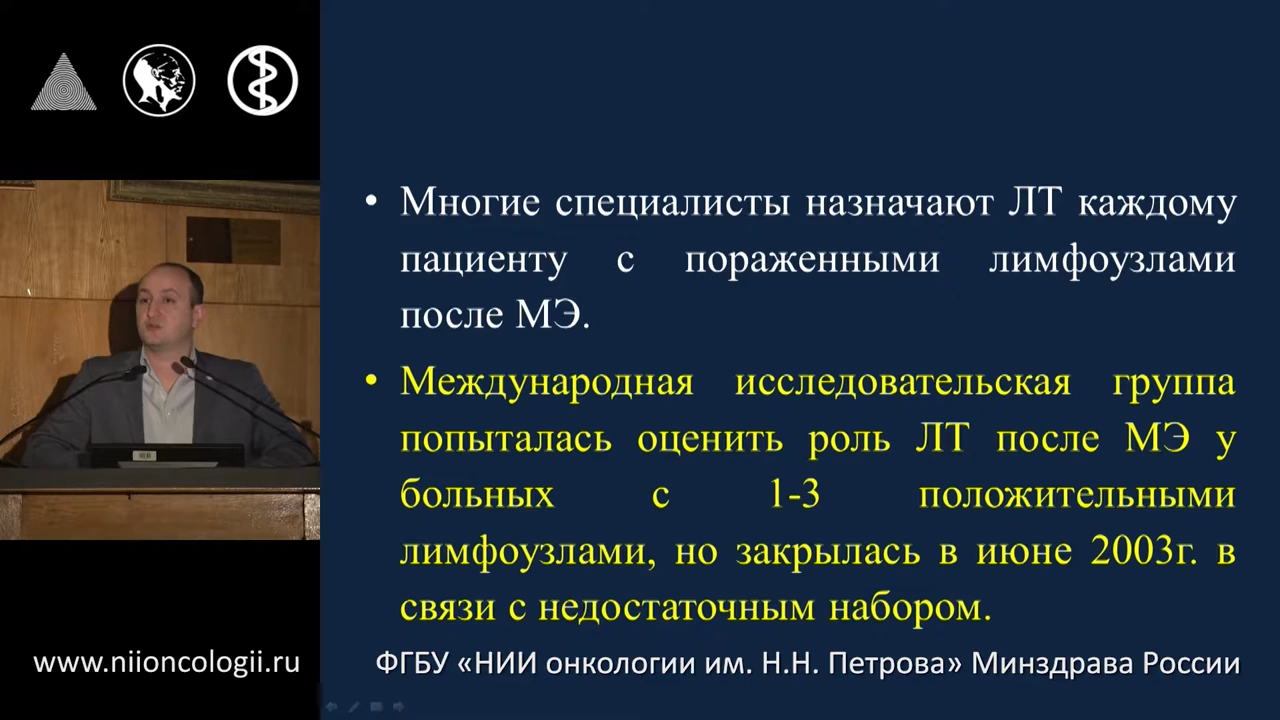 • Многие специалисты назначают ЛТ каждому
пациенту с пораженными лимфоузлами
после МЭ.
• Международная исследовательская группа
попыталась оценить роль ЛТ после МЭ у
больных с 1-3 положительными
лимфоузлами, но закрылась в июне 2003г. в
связи с недостаточным набором.
www.niioncologii.ru
ФГБУ «НИИ онкологии им. Н.Н. Петрова» Минздрава России